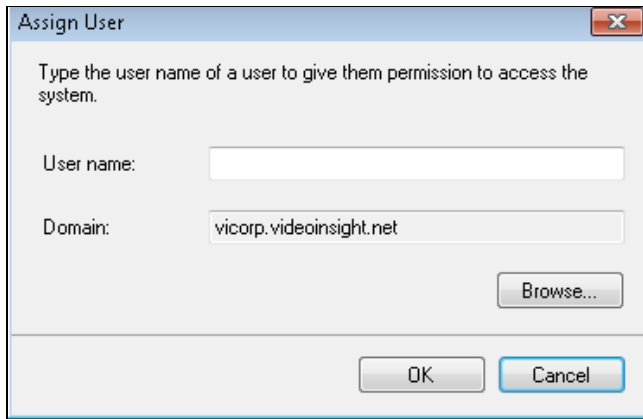 Assign User
Type the user name of a user to give them permission to access the
system.
User name:
Domain: vicorp.videoinsight.net
Browse...
OK Cancel